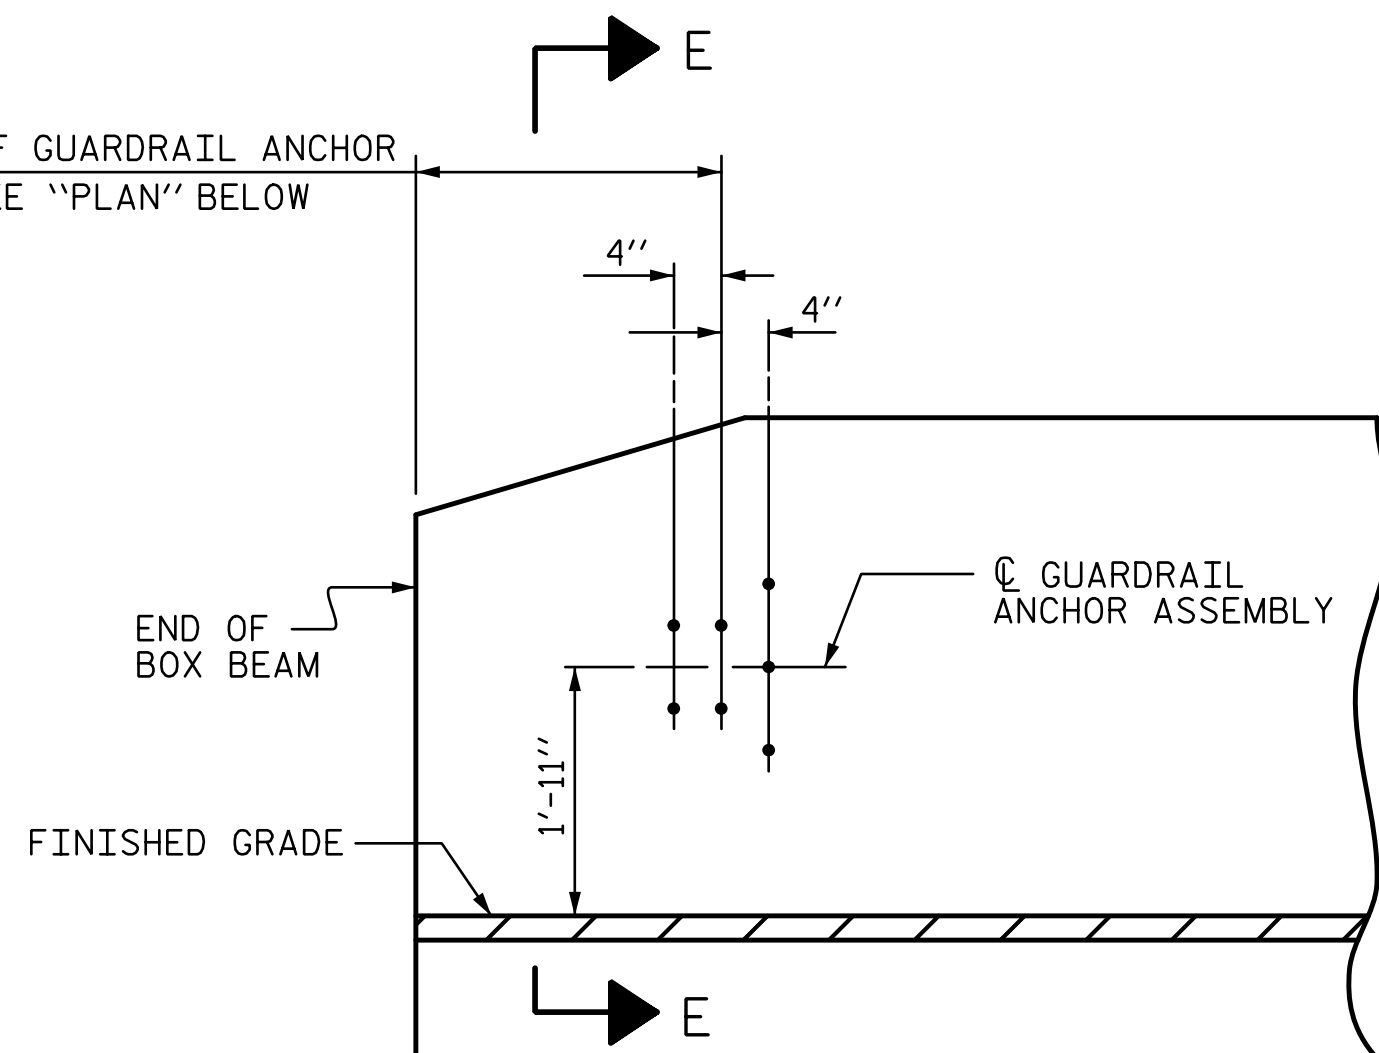 E
GUARDRAIL ANCHOR
"PLAN" BELOW
4"
4"
℄ GUARDRAIL
ANCHOR ASSEMBLY
END OF
BOX BEAM
1'-11"
FINISHED GRADE
E